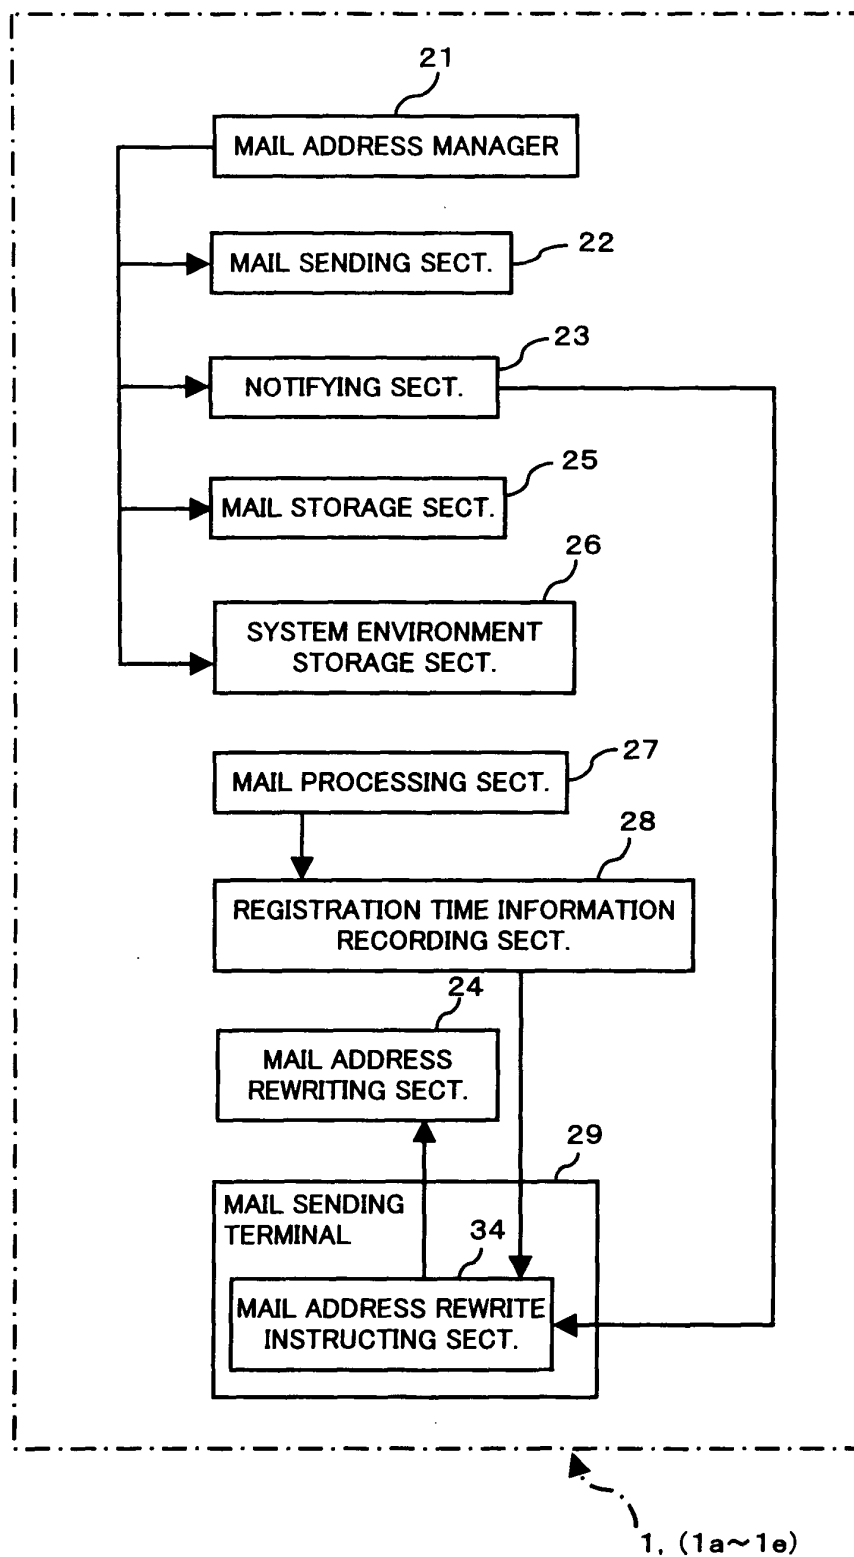 21
MAIL ADDRESS MANAGER
22
MAIL SENDING SECT.
23
NOTIFYING SECT.
25
MAIL STORAGE SECT.
26
SYSTEM ENVIRONMENT
STORAGE SECT.
27
MAIL PROCESSING SECT.
28
REGISTRATION TIME INFORMATION
RECORDING SECT.
24
MAIL ADDRESS
REWRITING SECT.
29
MAIL SENDING
TERMINAL
34
MAIL ADDRESS REWRITE
INSTRUCTING SECT.
1, (1a~1e)